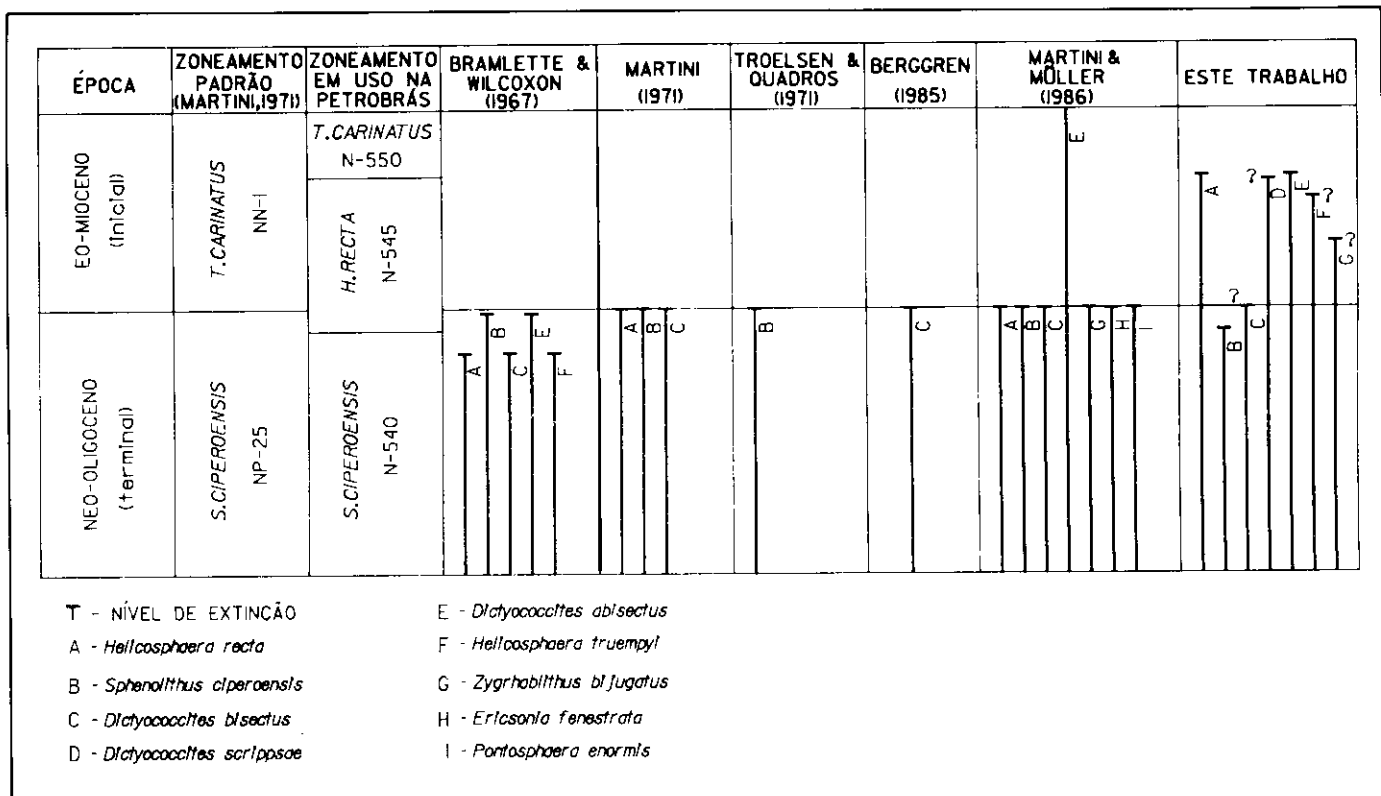 ÉPOCA
ZONEAMENTO
PADRÃO
(MARTINI,1971)
ZONEAMENTO
EM USO NA
PETROBRÁS
BRAMLETTE &
WILCOXON
(1967)
MARTINI
(1971)
TROELSEN &
QUADROS
(1971)
BERGGREN
(1985)
MARTINI &
MÜLLER
(1986)
ESTE TRABALHO
EO-MIOCENO
(Inicial)
T.CARINATUS
NN-I
T.CARINATUS
N-550
H.RECTA
N-545
NEO-OLIGOCENO
(terminal)
S.CIPEROENSIS
NP-25
S.CIPEROENSIS
N-540
A
B
C
E
F
A
B
C
B
C
A
B
C
E
G
H
I
A
B
?
C
?
D
E
F ?
G ?
T - NÍVEL DE EXTINÇÃO
A - Helicosphaera recta
B - Sphenolithus ciperoensis
C - Dictyococcites bisectus
D - Dictyococcites scrippsae
E - Dictyococcites abisectus
F - Helicosphaera truempyi
G - Zygrhablithus bijugatus
H - Ericsonia fenestrata
I - Pontosphaera enormis